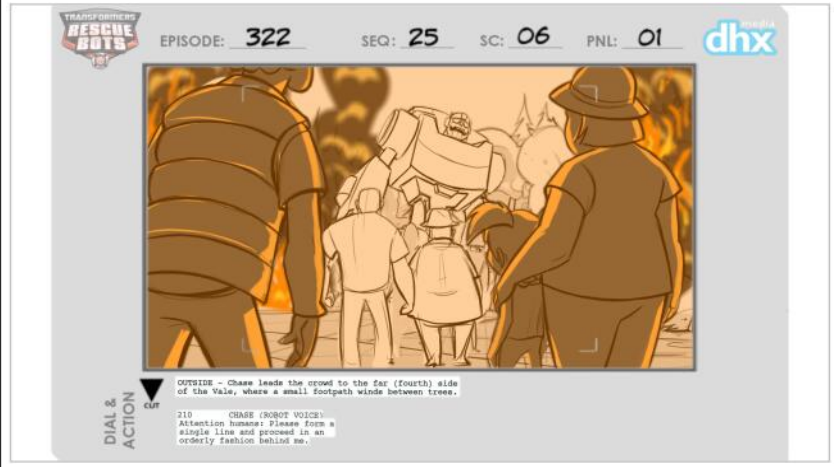 TRANSFORMERS
RESCUE
BOTS
EPISODE: 322
SEQ: 25
SC: 06
PNL: 01
dhx
media
DIAL &
ACTION
CUT
OUTSIDE - Chase leads the crowd to the far (fourth) side
of the Vale, where a small footpath winds between trees.
210 CHASE (ROBOT VOICE)
Attention humans: Please form a
single line and proceed in an
orderly fashion behind me.